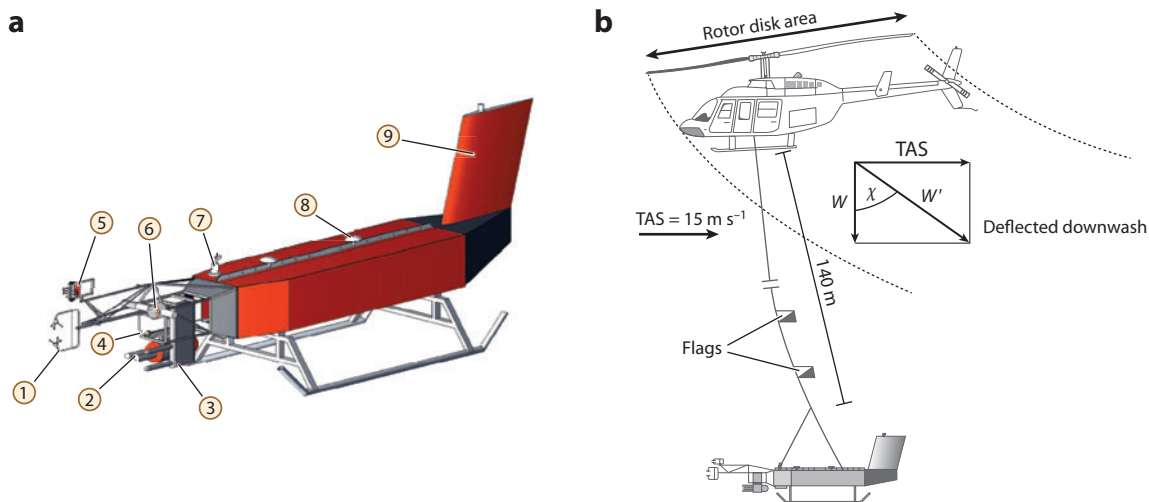 a
5
6
7
8
9
4
1
2
3
b
Rotor disk area
TAS
W
χ
W'
TAS = 15 m s⁻¹
Deflected downwash
140 m
Flags